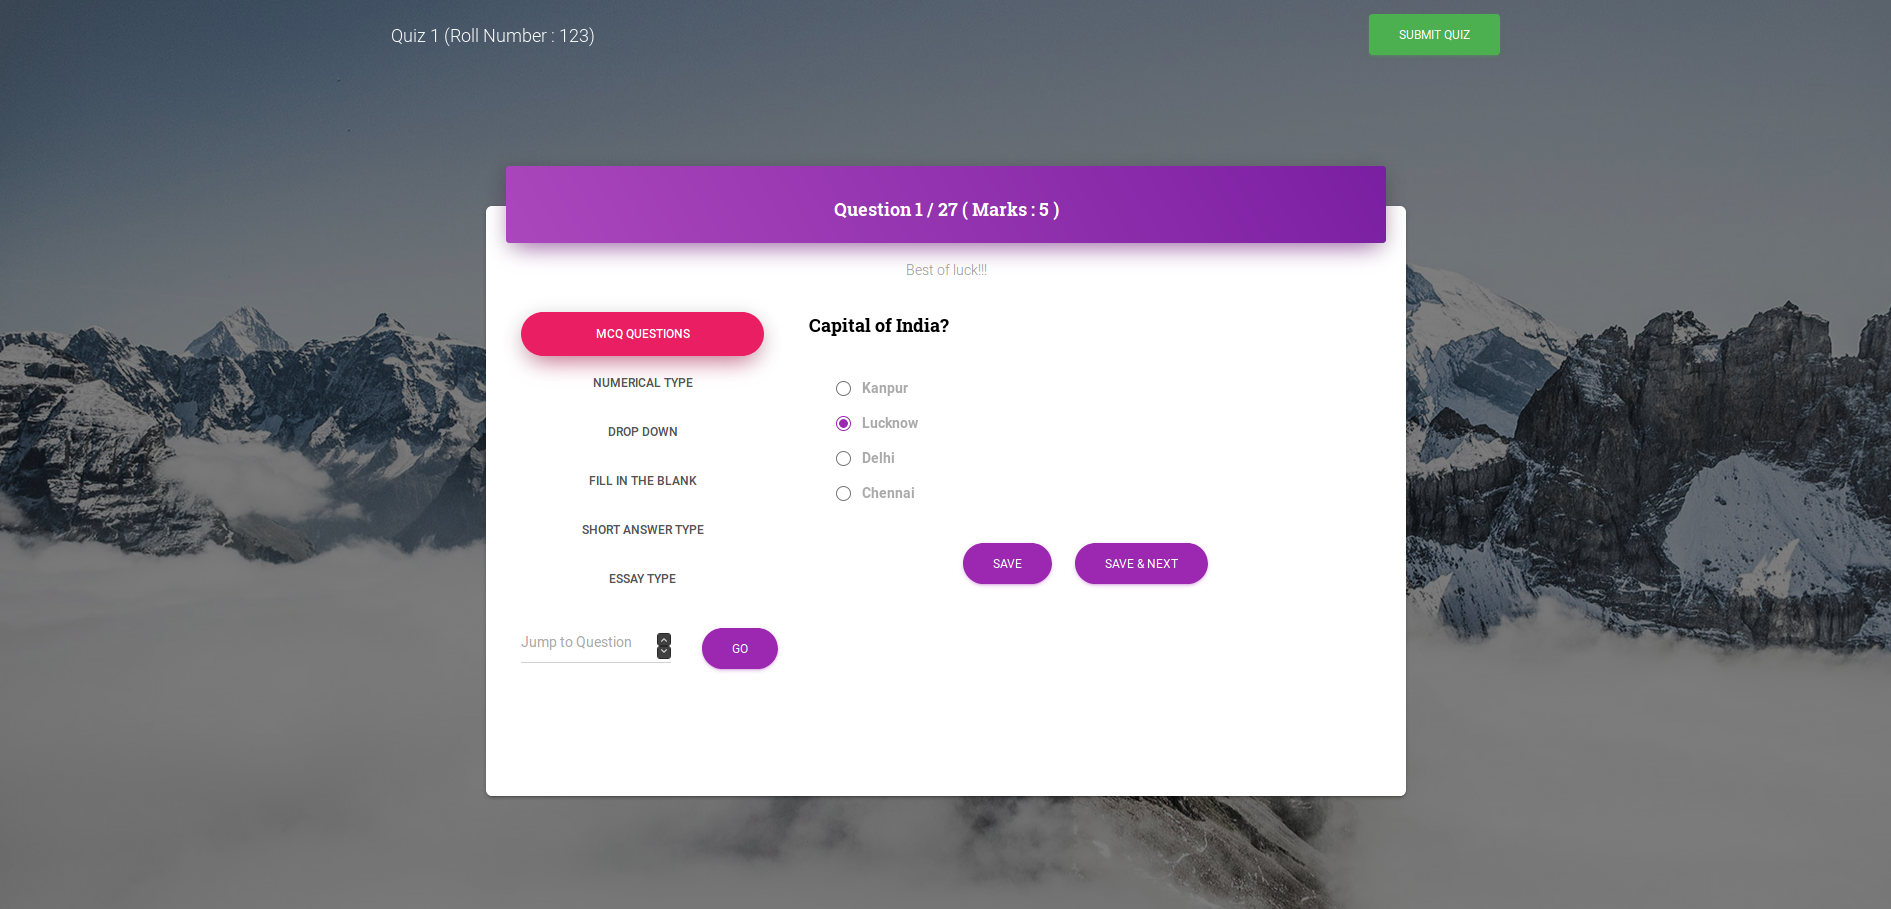 Quiz 1 (Roll Number : 123)
SUBMIT QUIZ
Question 1 / 27 ( Marks : 5 )
Best of luck!!!
MCQ QUESTIONS
NUMERICAL TYPE
DROP DOWN
FILL IN THE BLANK
SHORT ANSWER TYPE
ESSAY TYPE
Jump to Question
GO
Capital of India?
Kanpur
Lucknow
Delhi
Chennai
SAVE
SAVE & NEXT